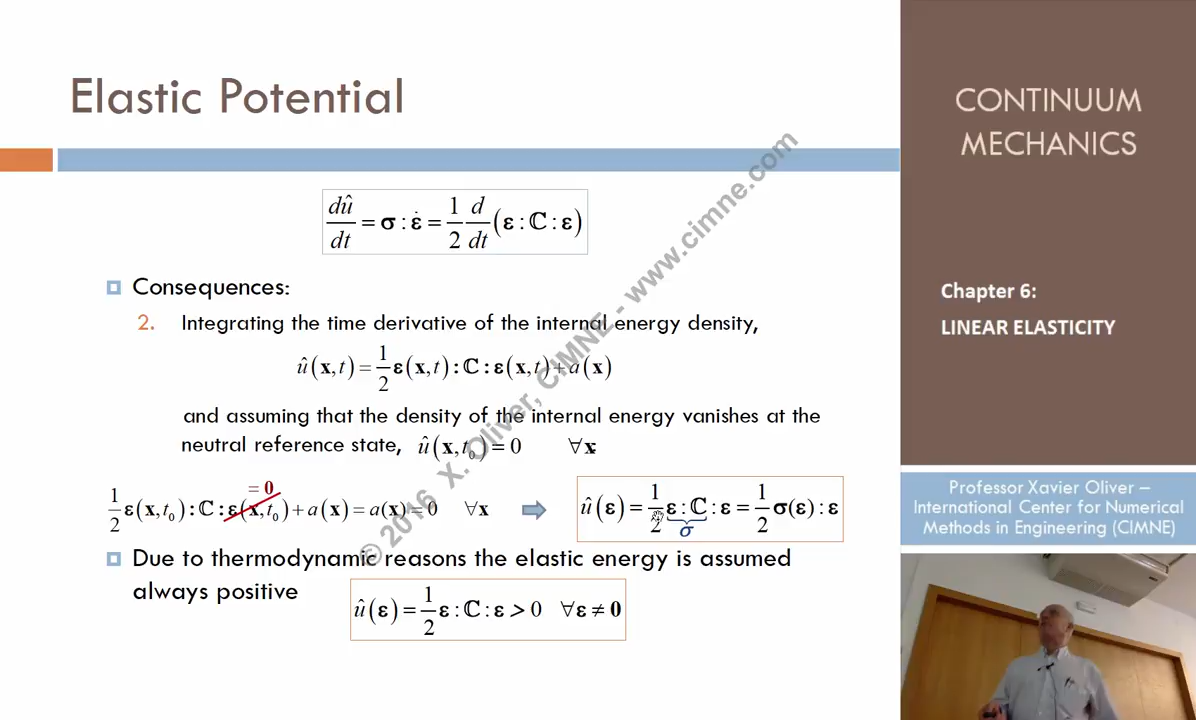 Elastic Potential
dû/dt = σ : ε̇ = 1/2 d/dt (ε : ℂ : ε)
Consequences:
2. Integrating the time derivative of the internal energy density,
û(x,t) = 1/2 ε(x,t) : ℂ : ε(x,t) + a(x)
and assuming that the density of the internal energy vanishes at the
neutral reference state, û(x,t₀) = 0 ∀x
= 0
1/2 ε(x,t₀) : ℂ : ε(x,t₀) + a(x) = a(x) = 0 ∀x
û(ε) = 1/2 ε : ℂ : ε = 1/2 σ(ε) : ε
σ
Due to thermodynamic reasons the elastic energy is assumed
always positive
û(ε) = 1/2 ε : ℂ : ε > 0 ∀ε ≠ 0
© 2016 X. Oliver, CIMNE - www.cimne.com
CONTINUUM
MECHANICS
Chapter 6:
LINEAR ELASTICITY
Professor Xavier Oliver –
International Center for Numerical
Methods in Engineering (CIMNE)